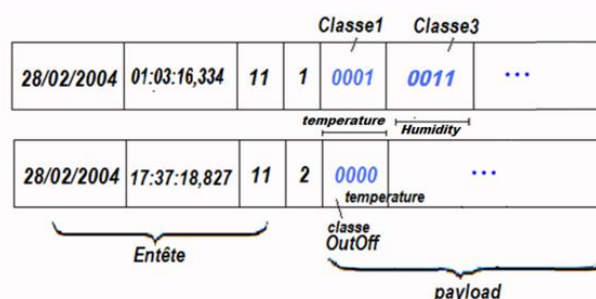 Classe1 Classe3
28/02/2004 01:03:16,334 11 1 0001 0011 ...
temperature Humidity
28/02/2004 17:37:18,827 11 2 0000 ...
temperature
classe
OutOff
Entête
payload